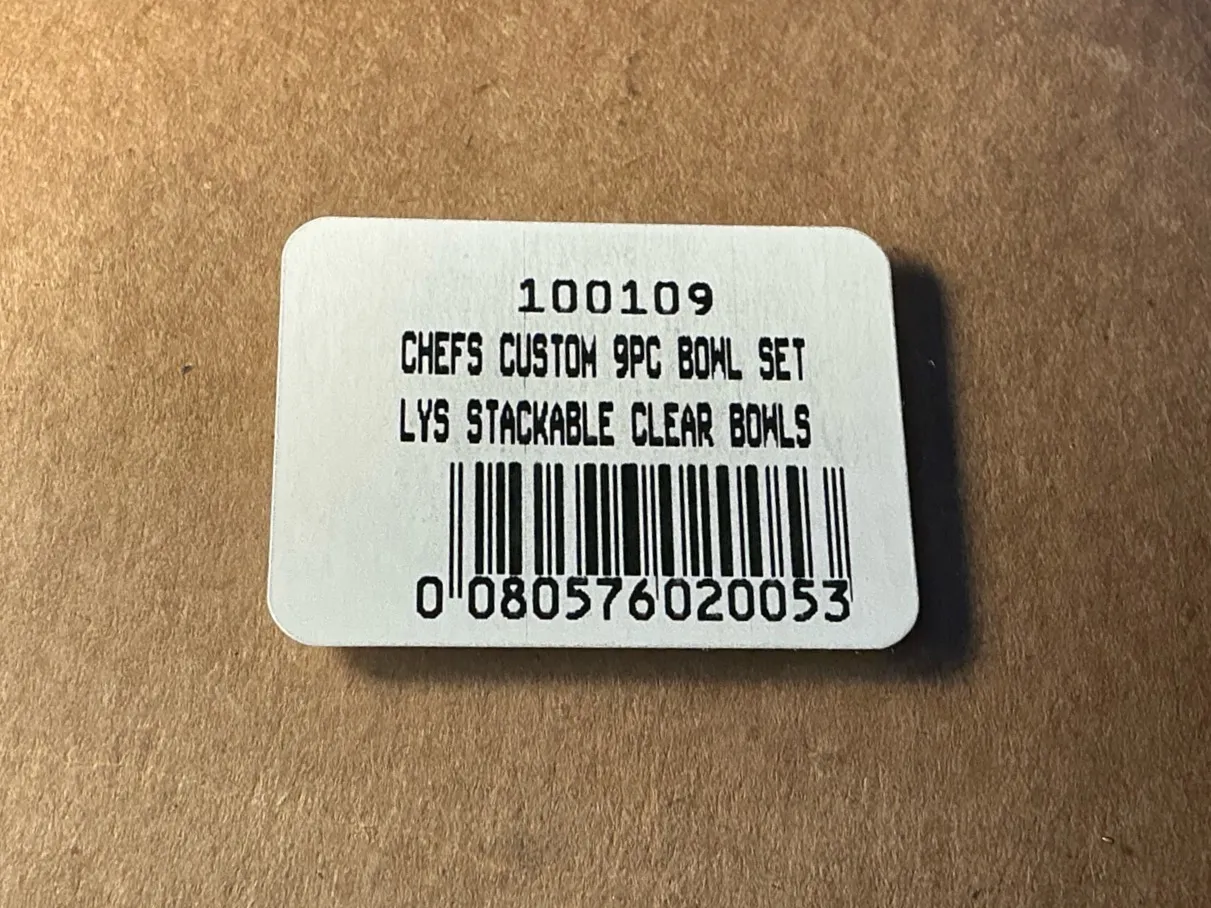 100109
CHEFS CUSTOM 9PC BOWL SET
LYS STACKABLE CLEAR BOWLS
0 080576020053